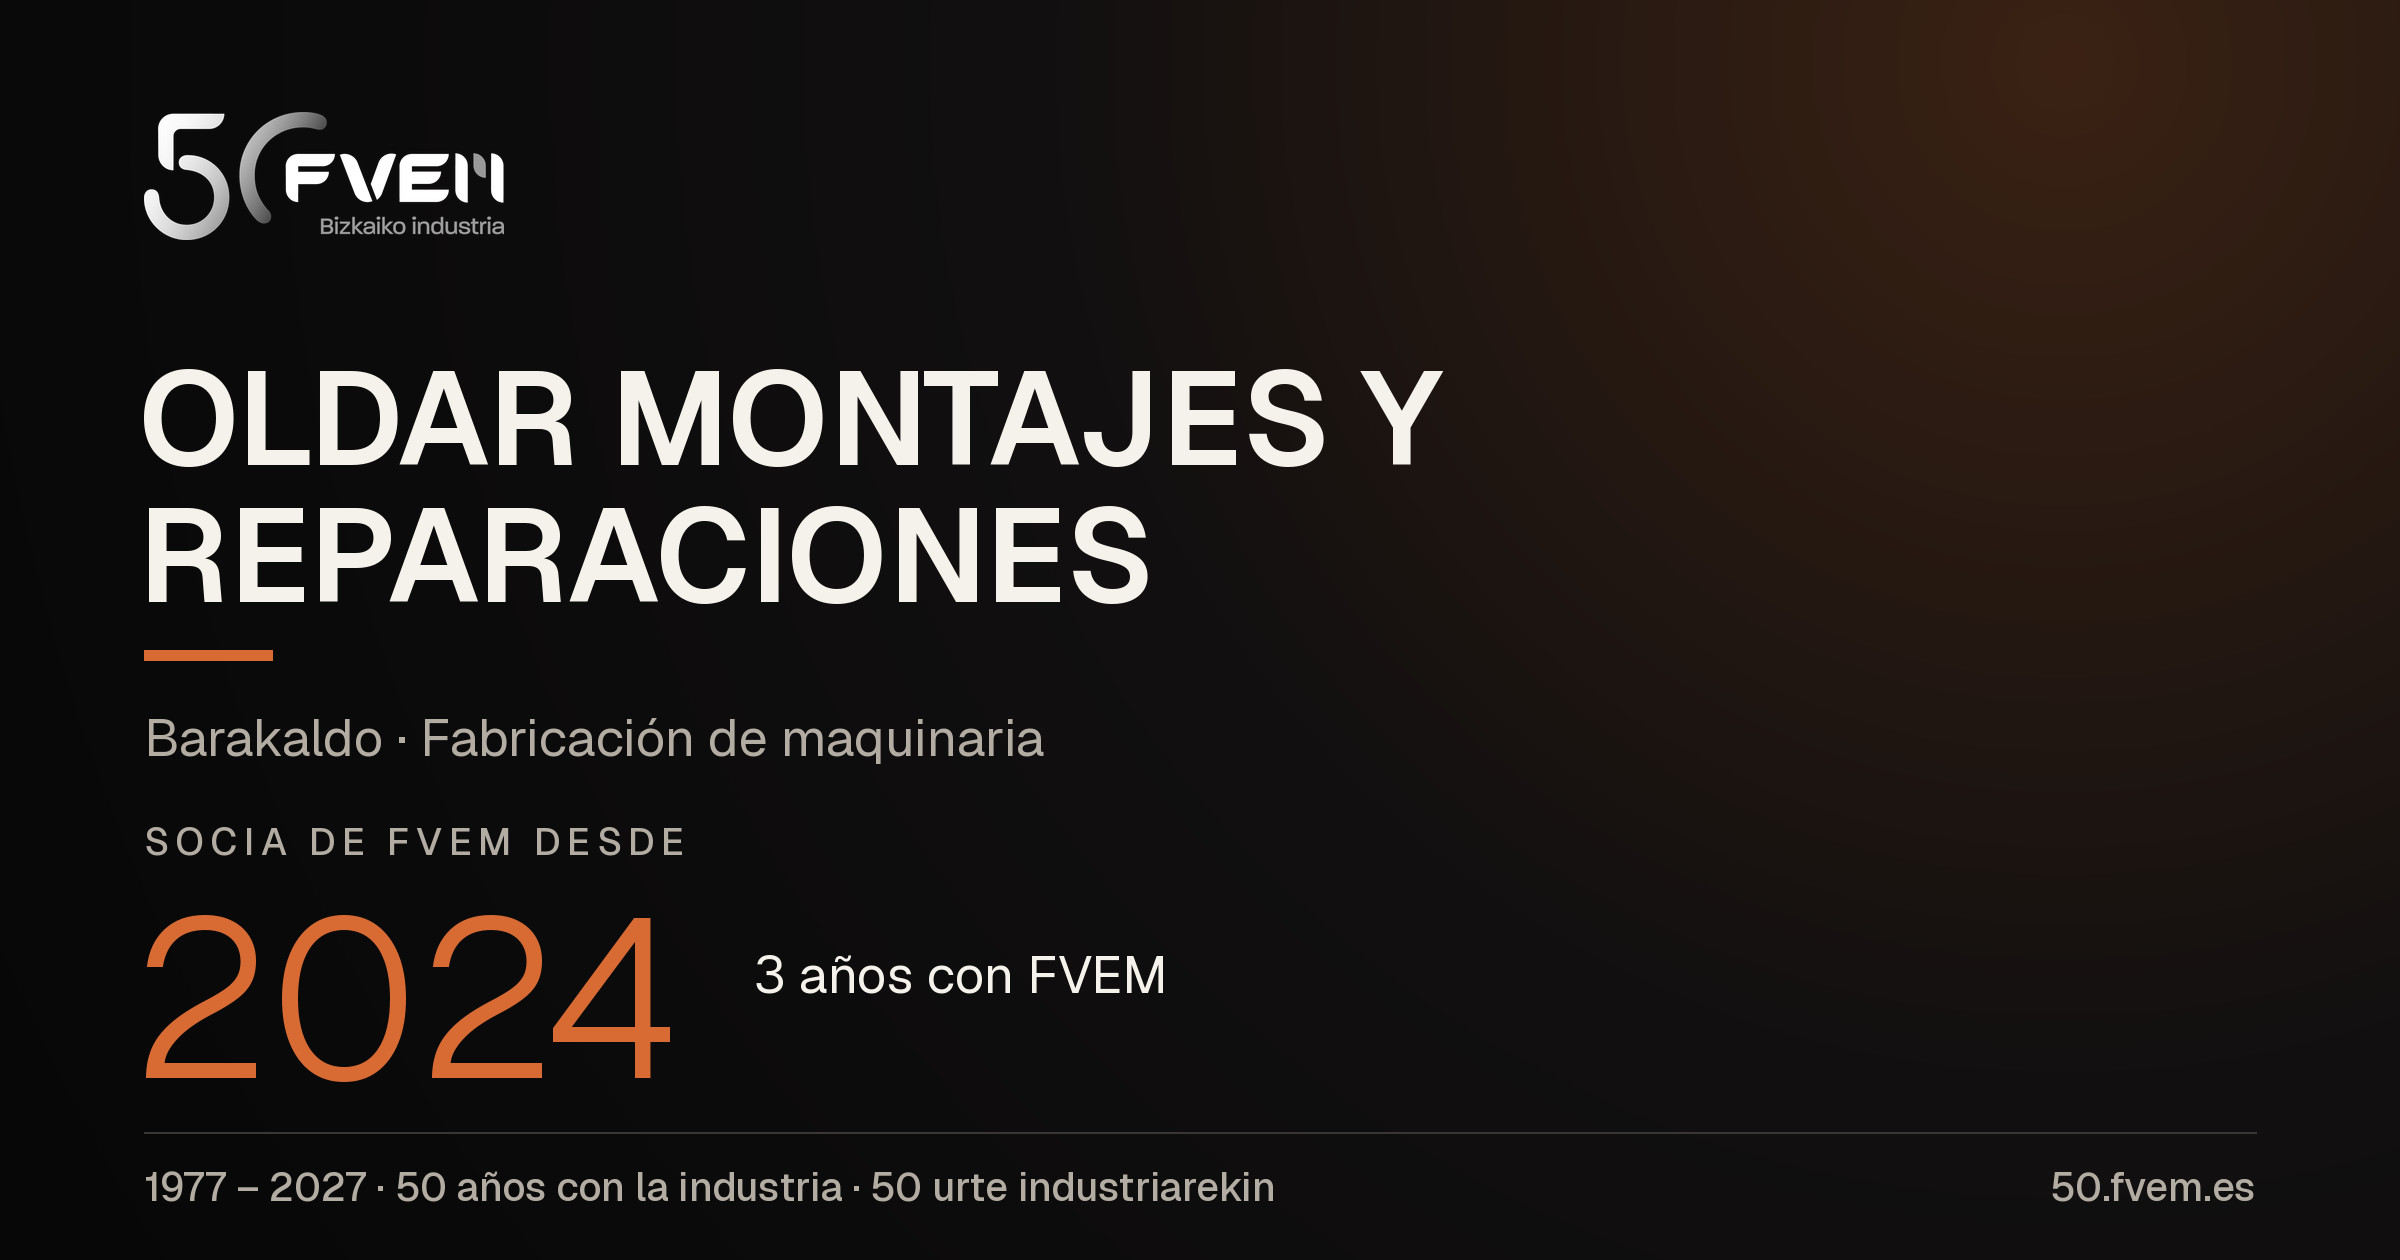 50 FVEM
Bizkaiko industria
OLDAR MONTAJES Y
REPARACIONES
Barakaldo · Fabricación de maquinaria
SOCIA DE FVEM DESDE
2024
3 años con FVEM
1977 – 2027 · 50 años con la industria · 50 urte industriarekin
50.fvem.es